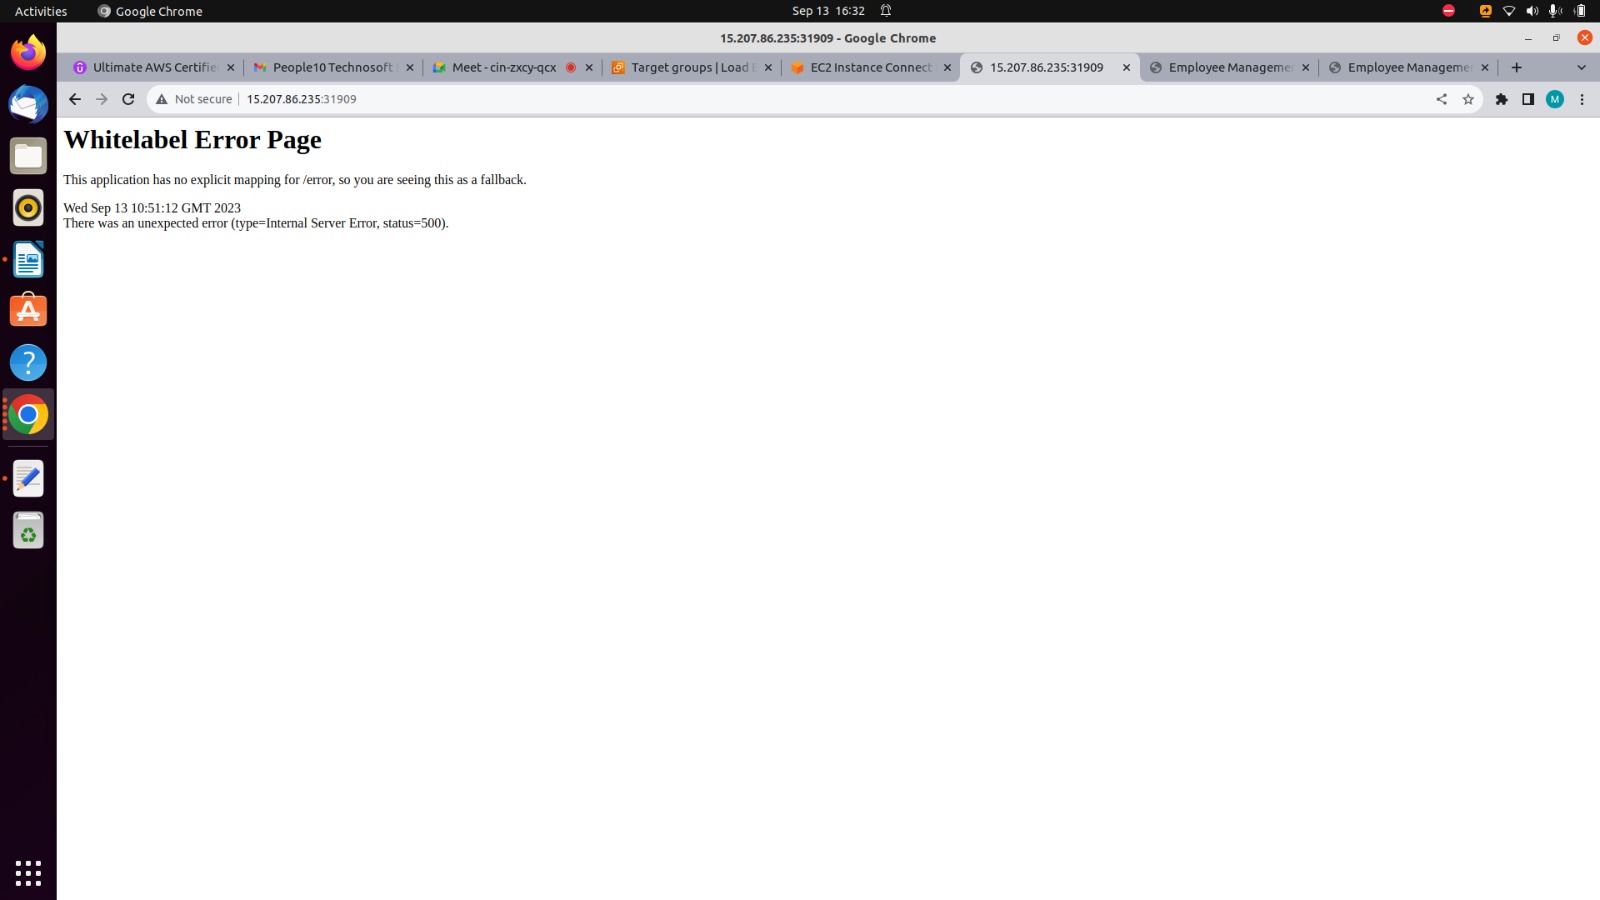 Activities
Google Chrome
Sep 13 16:32
15.207.86.235:31909 - Google Chrome
Ultimate AWS Certifie
People10 Technosoft
Meet - cin-zxcy-qcx
Target groups | Load
EC2 Instance Connect
15.207.86.235:31909
Employee Managemer
Employee Manageme
Not secure
15.207.86.235:31909
M
Whitelabel Error Page
This application has no explicit mapping for /error, so you are seeing this as a fallback.
Wed Sep 13 10:51:12 GMT 2023
There was an unexpected error (type=Internal Server Error, status=500).